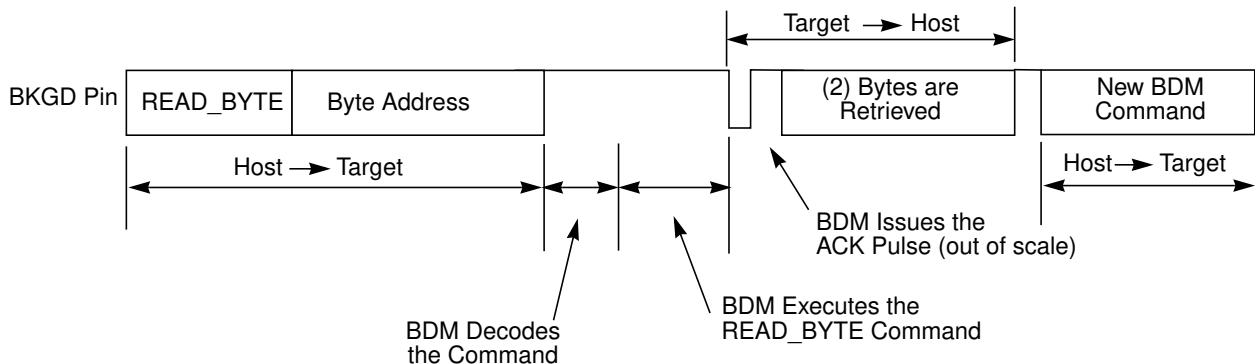 Target Host
BKGD Pin
READ_BYTE
Byte Address
(2) Bytes are
Retrieved
New BDM
Command
Host Target
Host Target
BDM Issues the
ACK Pulse (out of scale)
BDM Decodes
the Command
BDM Executes the
READ_BYTE Command